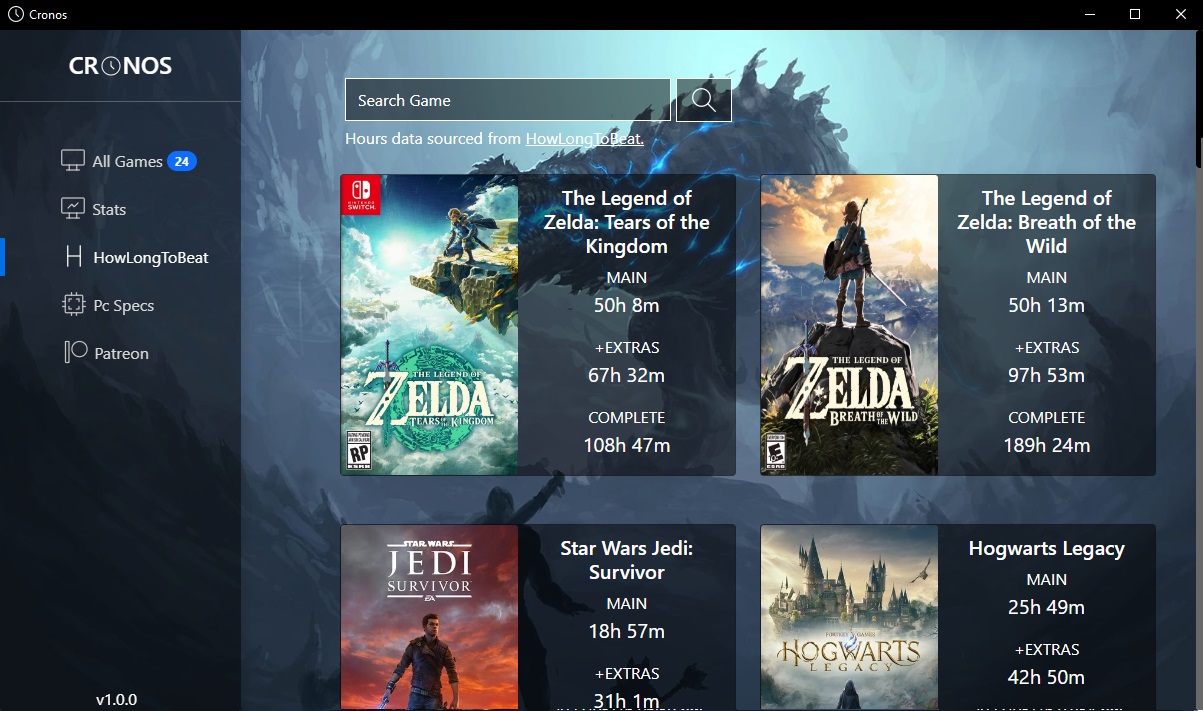 Cronos
CRONOS
All Games 24
Stats
HowLongToBeat
Pc Specs
Patreon
v1.0.0
Search Game
Hours data sourced from HowLongToBeat.
NINTENDO
SWITCH
THE LEGEND OF
ZELDA
TEARS OF THE KINGDOM
RP
ESRB
The Legend of
Zelda: Tears of the
Kingdom
MAIN
50h 8m
+EXTRAS
67h 32m
COMPLETE
108h 47m
THE LEGEND OF
ZELDA
BREATH OF THE WILD
E
ESRB
The Legend of
Zelda: Breath of the
Wild
MAIN
50h 13m
+EXTRAS
97h 53m
COMPLETE
189h 24m
STAR WARS
JEDI
SURVIVOR
EA
Star Wars Jedi:
Survivor
MAIN
18h 57m
+EXTRAS
31h 1m
PORTKEY GAMES
HOGWARTS
LEGACY
Hogwarts Legacy
MAIN
25h 49m
+EXTRAS
42h 50m